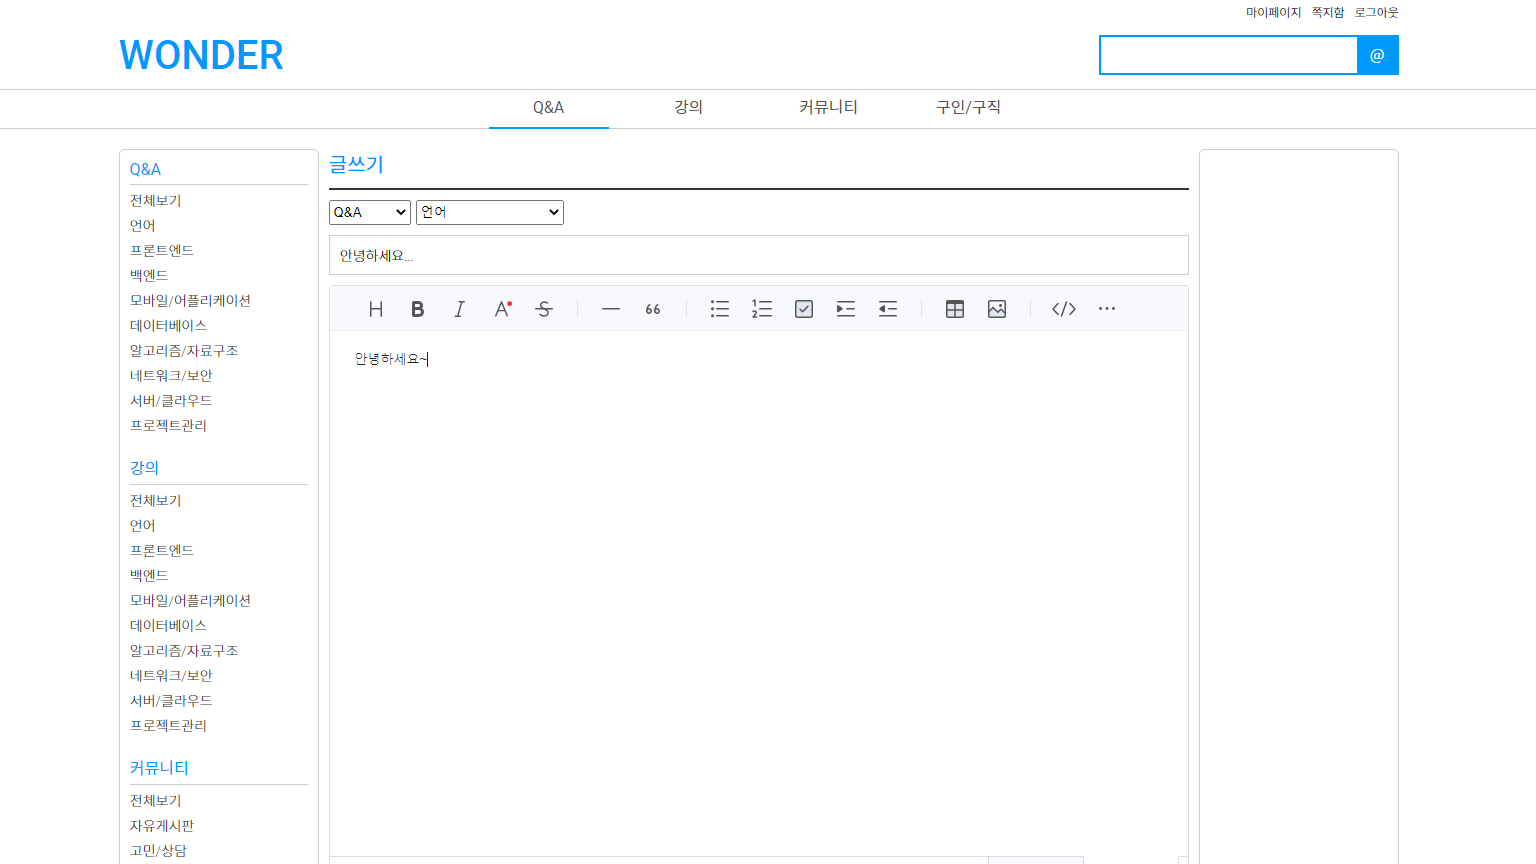 마이페이지 쪽지함 로그아웃
WONDER
@
Q&A 강의 커뮤니티 구인/구직
Q&A
전체보기
언어
프론트엔드
백엔드
모바일/어플리케이션
데이터베이스
알고리즘/자료구조
네트워크/보안
서버/클라우드
프로젝트관리
강의
전체보기
언어
프론트엔드
백엔드
모바일/어플리케이션
데이터베이스
알고리즘/자료구조
네트워크/보안
서버/클라우드
프로젝트관리
커뮤니티
전체보기
자유게시판
고민/상담
글쓰기
Q&A 언어
안녕하세요...
안녕하세요~